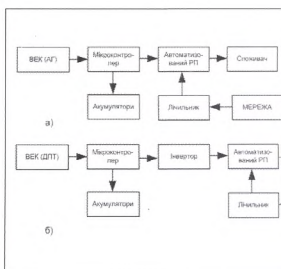 ВЕК (АГ)
Мікроконтро-
лер
Автоматизо-
ваний РП
Споживач
Акумулятори
Лічильник
МЕРЕЖА
а)
ВЕК (ДПТ)
Мікроконтро-
лер
Інвертор
Автоматизо-
ваний РП
Акумулятори
Лічильник
б)